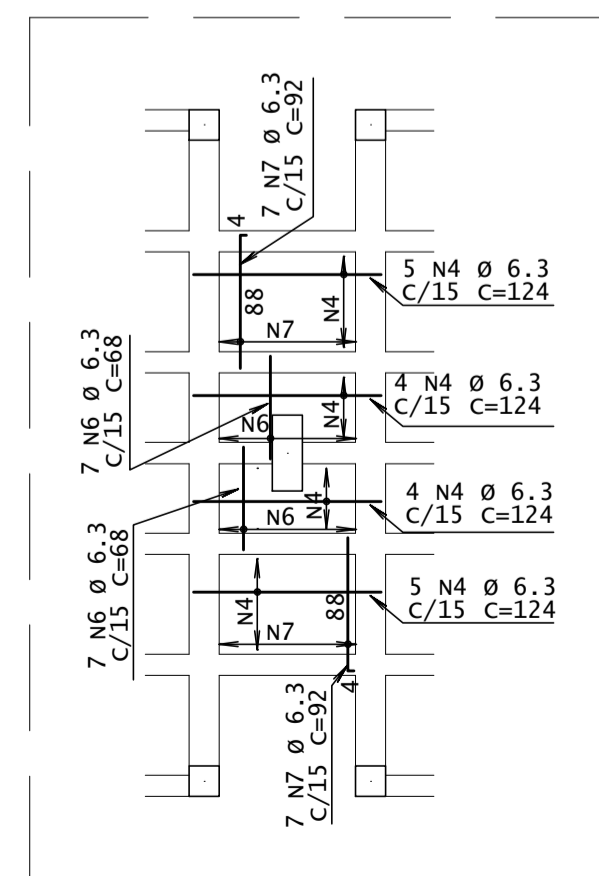 7 N7 Ø 6.3
C/15 C=92
4
5 N4 Ø 6.3
C/15 C=124
88
N4
N7
7 N6 Ø 6.3
C/15 C=68
4 N4 Ø 6.3
C/15 C=124
N4
N6
4 N4 Ø 6.3
C/15 C=124
N4
N6
7 N6 Ø 6.3
C/15 C=68
5 N4 Ø 6.3
C/15 C=124
N4
88
N7
4
7 N7 Ø 6.3
C/15 C=92